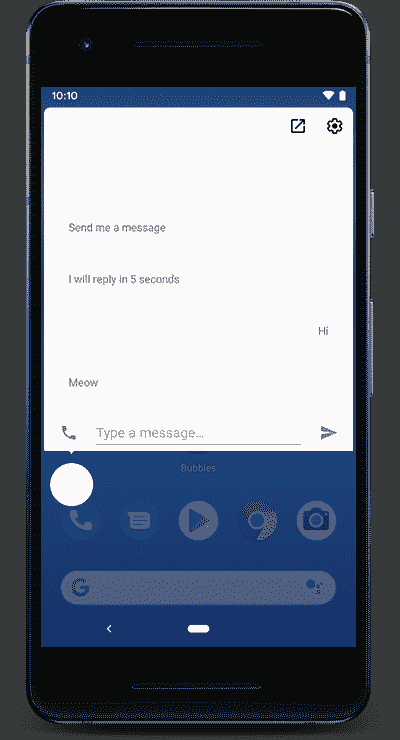 10:10
Send me a message
I will reply in 5 seconds
Hi
Meow
Type a message...
Bubbles
G